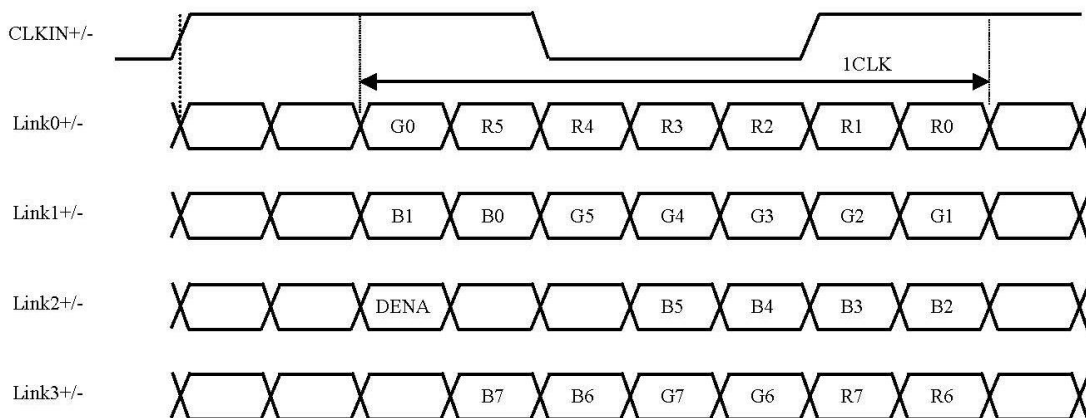 CLKIN+/-
1CLK
Link0+/- G0 R5 R4 R3 R2 R1 R0
Link1+/- B1 B0 G5 G4 G3 G2 G1
Link2+/- DENA B5 B4 B3 B2
Link3+/- B7 B6 G7 G6 R7 R6